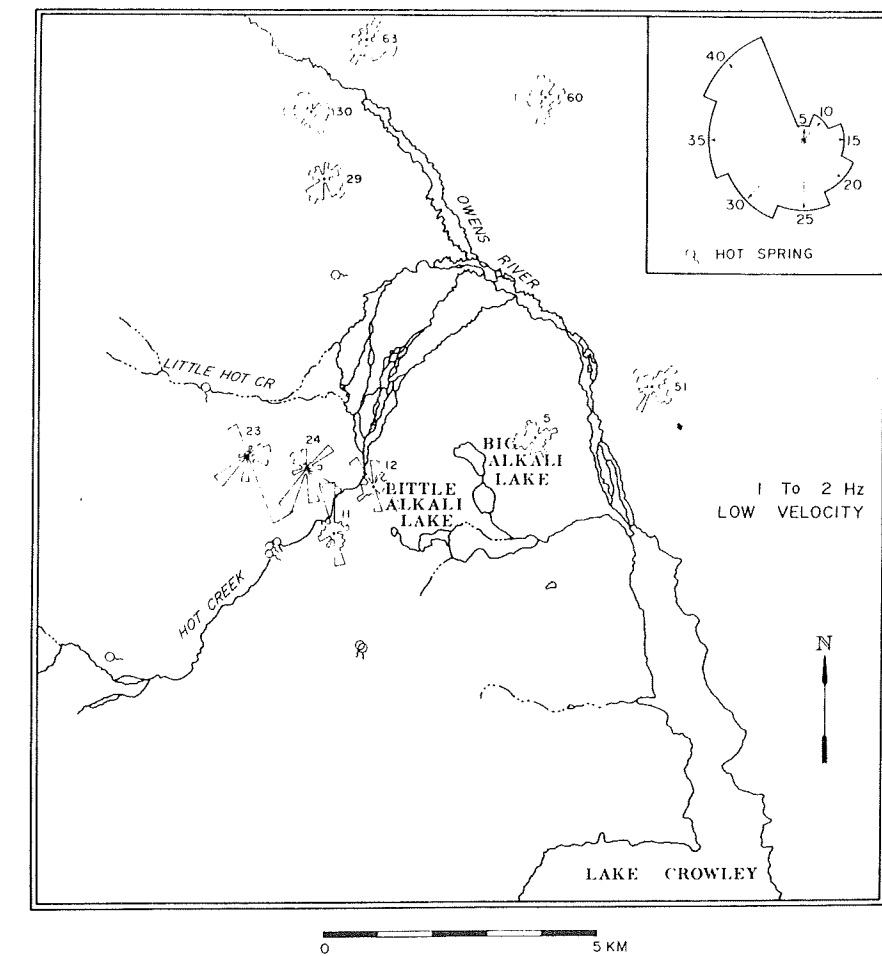 63
40
60
5
10
30
35
15
29
20
30
25
OWENS RIVER
HOT SPRING
LITTLE HOT CR
51
5
23
24
12
BIG
ALKALI
LAKE
1 To 2 Hz
LOW VELOCITY
LITTLE
ALKALI
LAKE
11
HOT CREEK
N
LAKE CROWLEY
0
5 KM